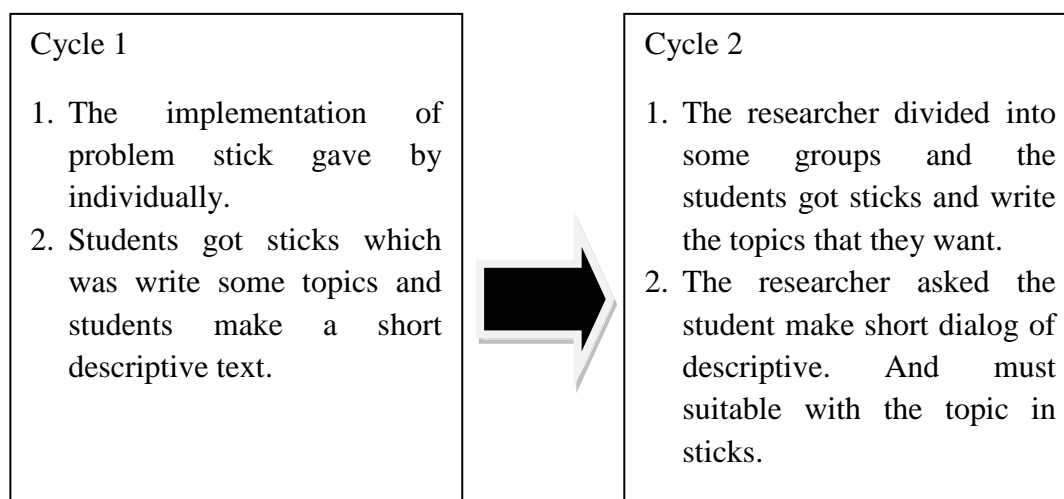 Cycle 1
1. The implementation of
problem stick gave by
individually.
2. Students got sticks which
was write some topics and
students make a short
descriptive text.
Cycle 2
1. The researcher divided into
some groups and the
students got sticks and write
the topics that they want.
2. The researcher asked the
student make short dialog of
descriptive. And must
suitable with the topic in
sticks.